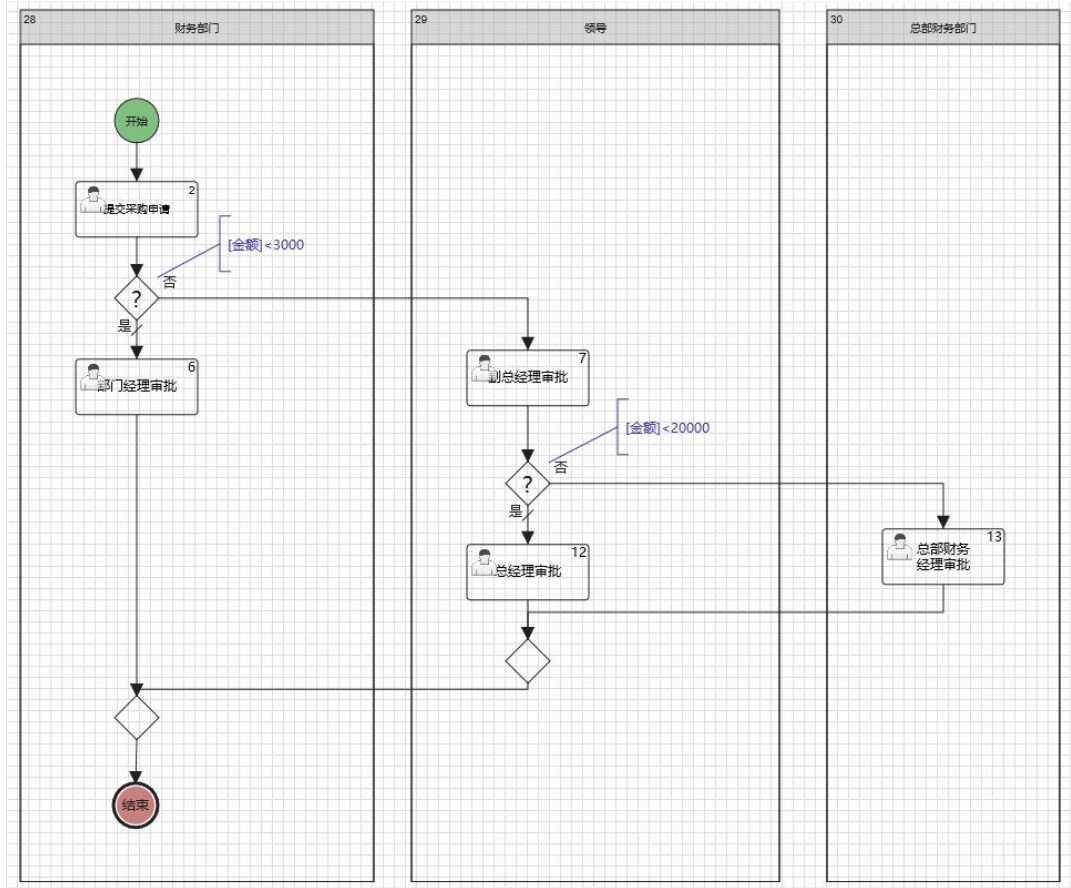 28
财务部门
29
领导
30
总部财务部门
开始
2
提交采购申请
[金额]<3000
否
?
是
6
部门经理审批
7
副总经理审批
[金额]<20000
否
?
是
12
总经理审批
13
总部财务
经理审批
结束